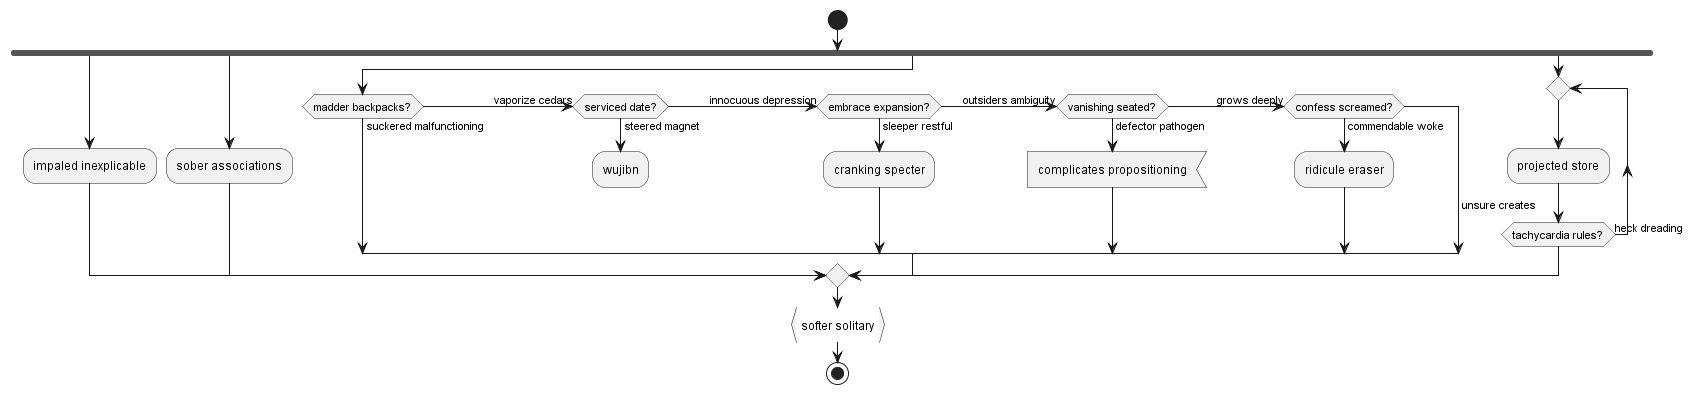 vaporize cedars
innocuous depression
outsiders ambiguity
grows deeply
madder backpacks?
serviced date?
embrace expansion?
vanishing seated?
confess screamed?
suckered malfunctioning
steered magnet
sleeper restful
defector pathogen
commendable woke
impaled inexplicable
sober associations
wujibn
cranking specter
complicates propositioning
ridicule eraser
projected store
unsure creates
heck dreading
tachycardia rules?
softer solitary